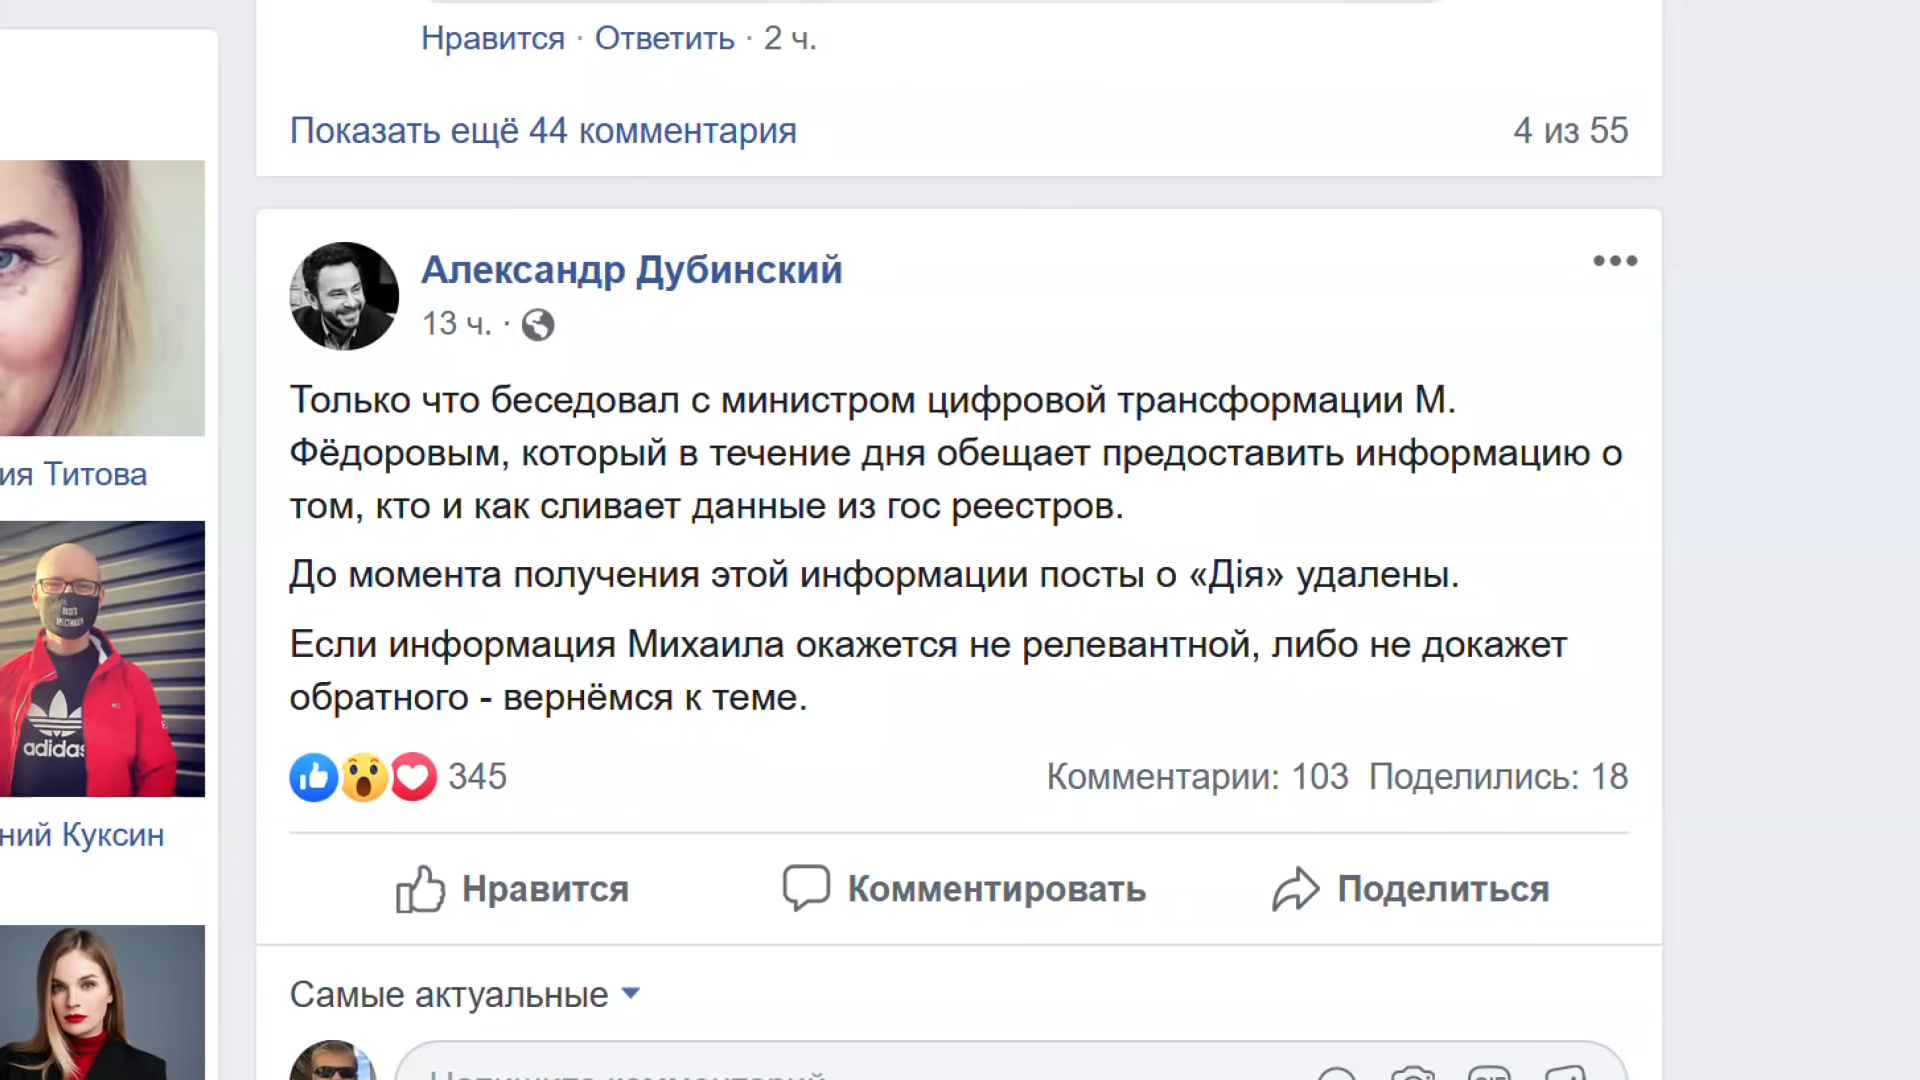 Нравится · Ответить · 2 ч.
Показать ещё 44 комментария
4 из 55
Александр Дубинский
13 ч. ·
Только что беседовал с министром цифровой трансформации М.
Фёдоровым, который в течение дня обещает предоставить информацию о
том, кто и как сливает данные из гос реестров.
До момента получения этой информации посты о «Дія» удалены.
Если информация Михаила окажется не релевантной, либо не докажет
обратного - вернёмся к теме.
345
Комментарии: 103 Поделились: 18
Нравится
Комментировать
Поделиться
Самые актуальные
ия Титова
adidas
ний Куксин